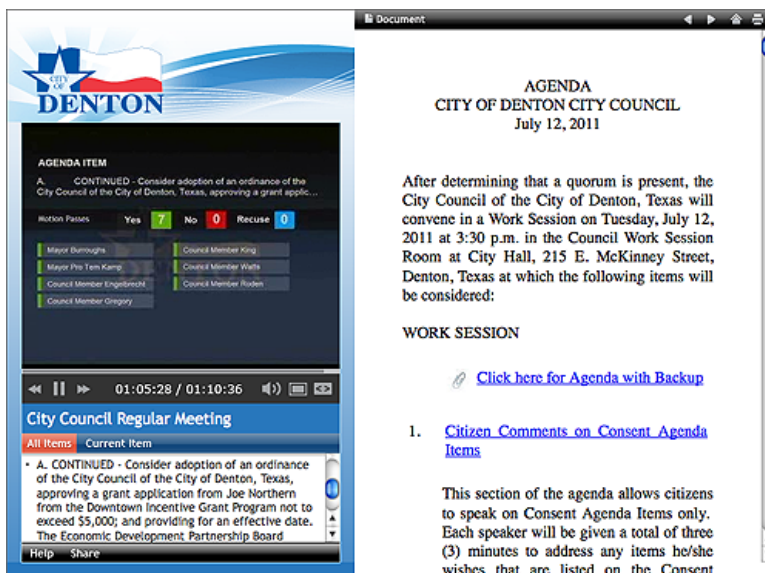 CITY
OF
DENTON
AGENDA ITEM
A. CONTINUED - Consider adoption of an ordinance of the
City Council of the City of Denton, Texas, approving a grant applic...
Motion Passes Yes 7 No 0 Recuse 0
Mayor Burroughs Council Member King
Mayor Pro Tem Kamp Council Member Watts
Council Member Engelbrecht Council Member Roden
Council Member Gregory
01:05:28 / 01:10:36
City Council Regular Meeting
All Items Current Item
• A. CONTINUED - Consider adoption of an ordinance
of the City Council of the City of Denton, Texas,
approving a grant application from Joe Northern
from the Downtown Incentive Grant Program not to
exceed $5,000; and providing for an effective date.
The Economic Development Partnership Board
Help Share
Document
AGENDA
CITY OF DENTON CITY COUNCIL
July 12, 2011
After determining that a quorum is present, the
City Council of the City of Denton, Texas will
convene in a Work Session on Tuesday, July 12,
2011 at 3:30 p.m. in the Council Work Session
Room at City Hall, 215 E. McKinney Street,
Denton, Texas at which the following items will
be considered:
WORK SESSION
Click here for Agenda with Backup
1. Citizen Comments on Consent Agenda
Items
This section of the agenda allows citizens
to speak on Consent Agenda Items only.
Each speaker will be given a total of three
(3) minutes to address any items he/she
wishes that are listed on the Consent